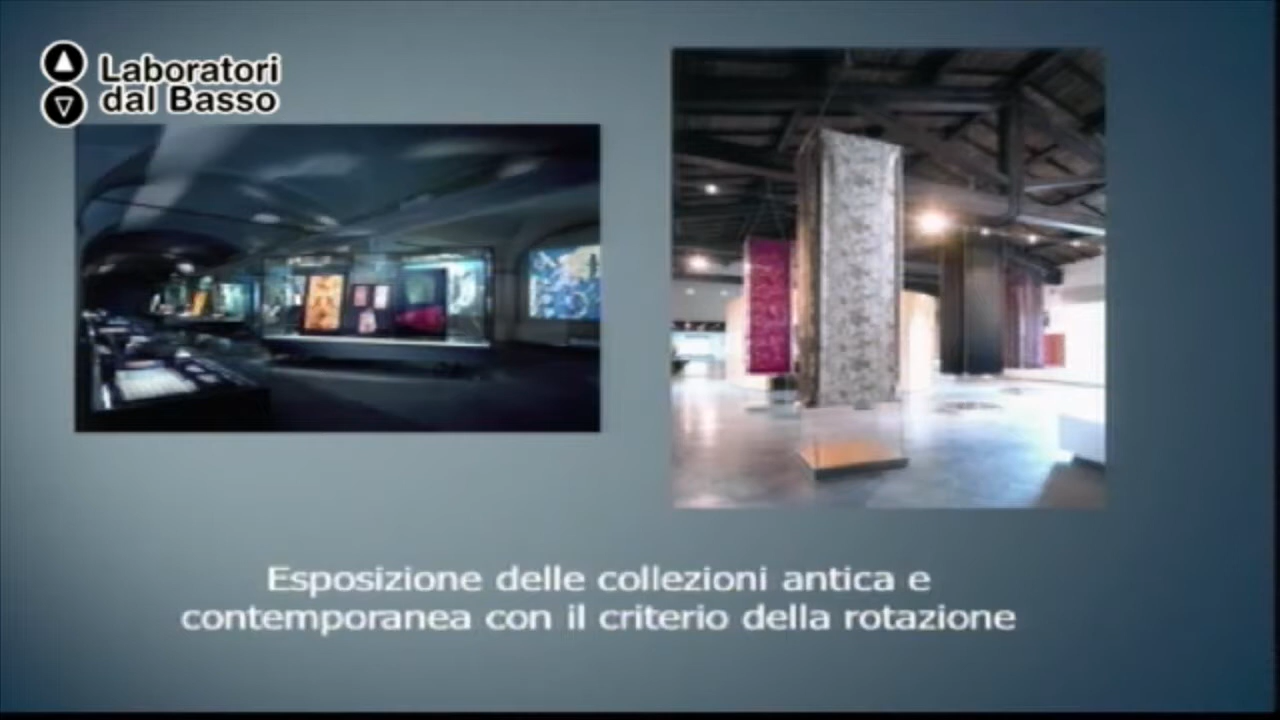 Laboratori
dal Basso
Esposizione delle collezioni antica e
contemporanea con il criterio della rotazione